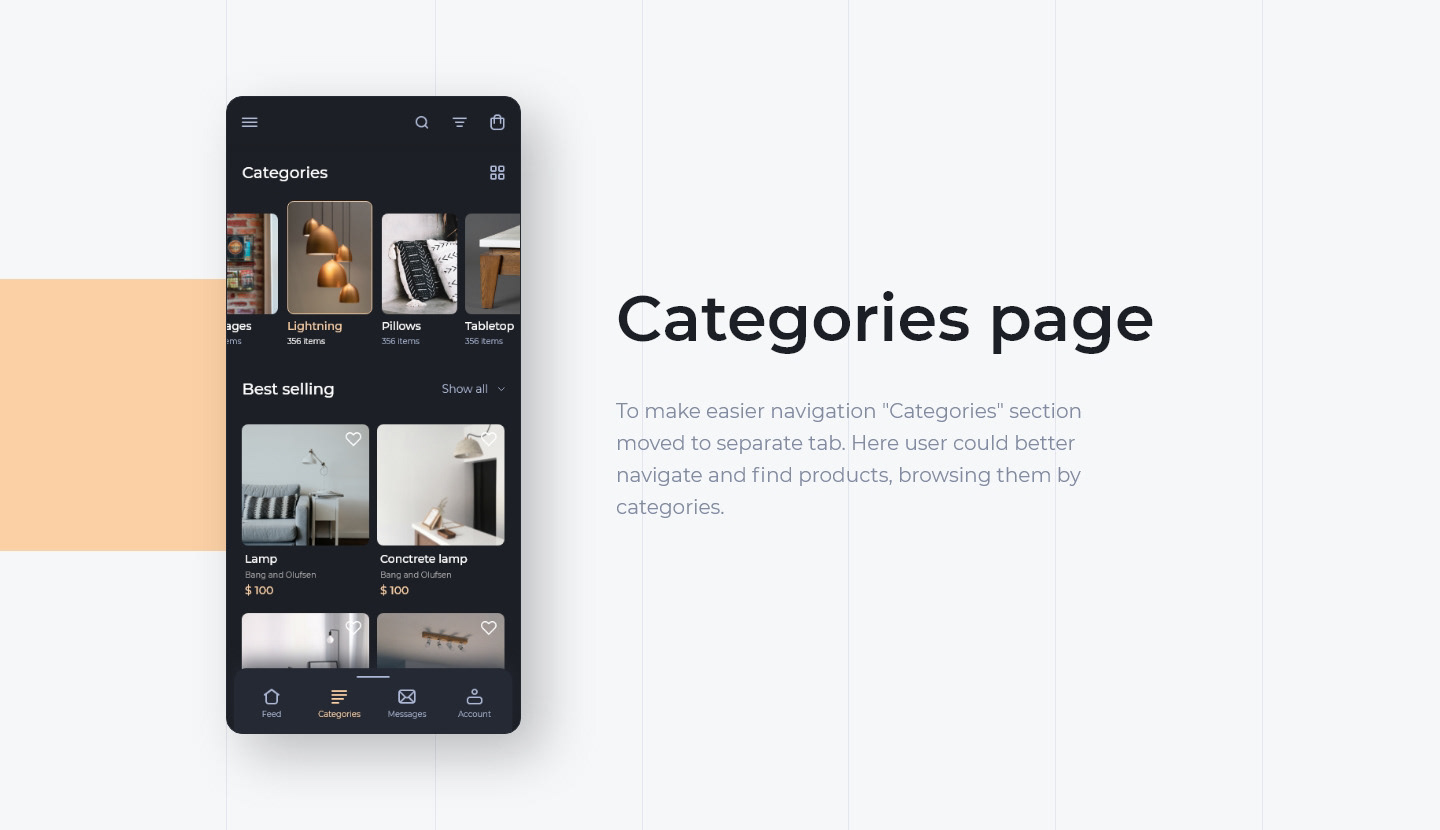 Categories
ages
Lightning
Pillows
Tabletop
ems
356 items
356 items
356 items
Best selling
Show all
Lamp
Conctrete lamp
Bang and Olufsen
Bang and Olufsen
$ 100
$ 100
Feed
Categories
Messages
Account
Categories page
To make easier navigation "Categories" section
moved to separate tab. Here user could better
navigate and find products, browsing them by
categories.